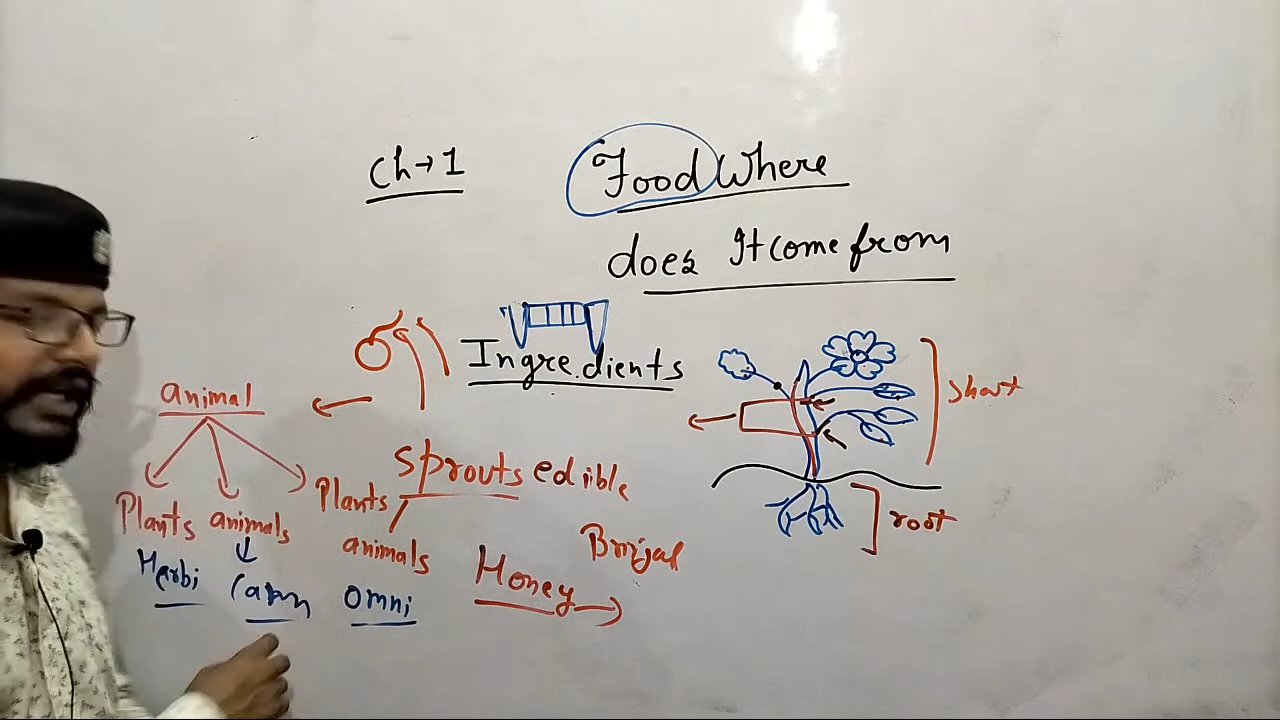 Ch → 1
Food Where
does It come from
Ingredients
animal
Shoot
Sprouts edible
Plants
animals
Plants
animals
root
Herbi
Carn
omni
Honey →